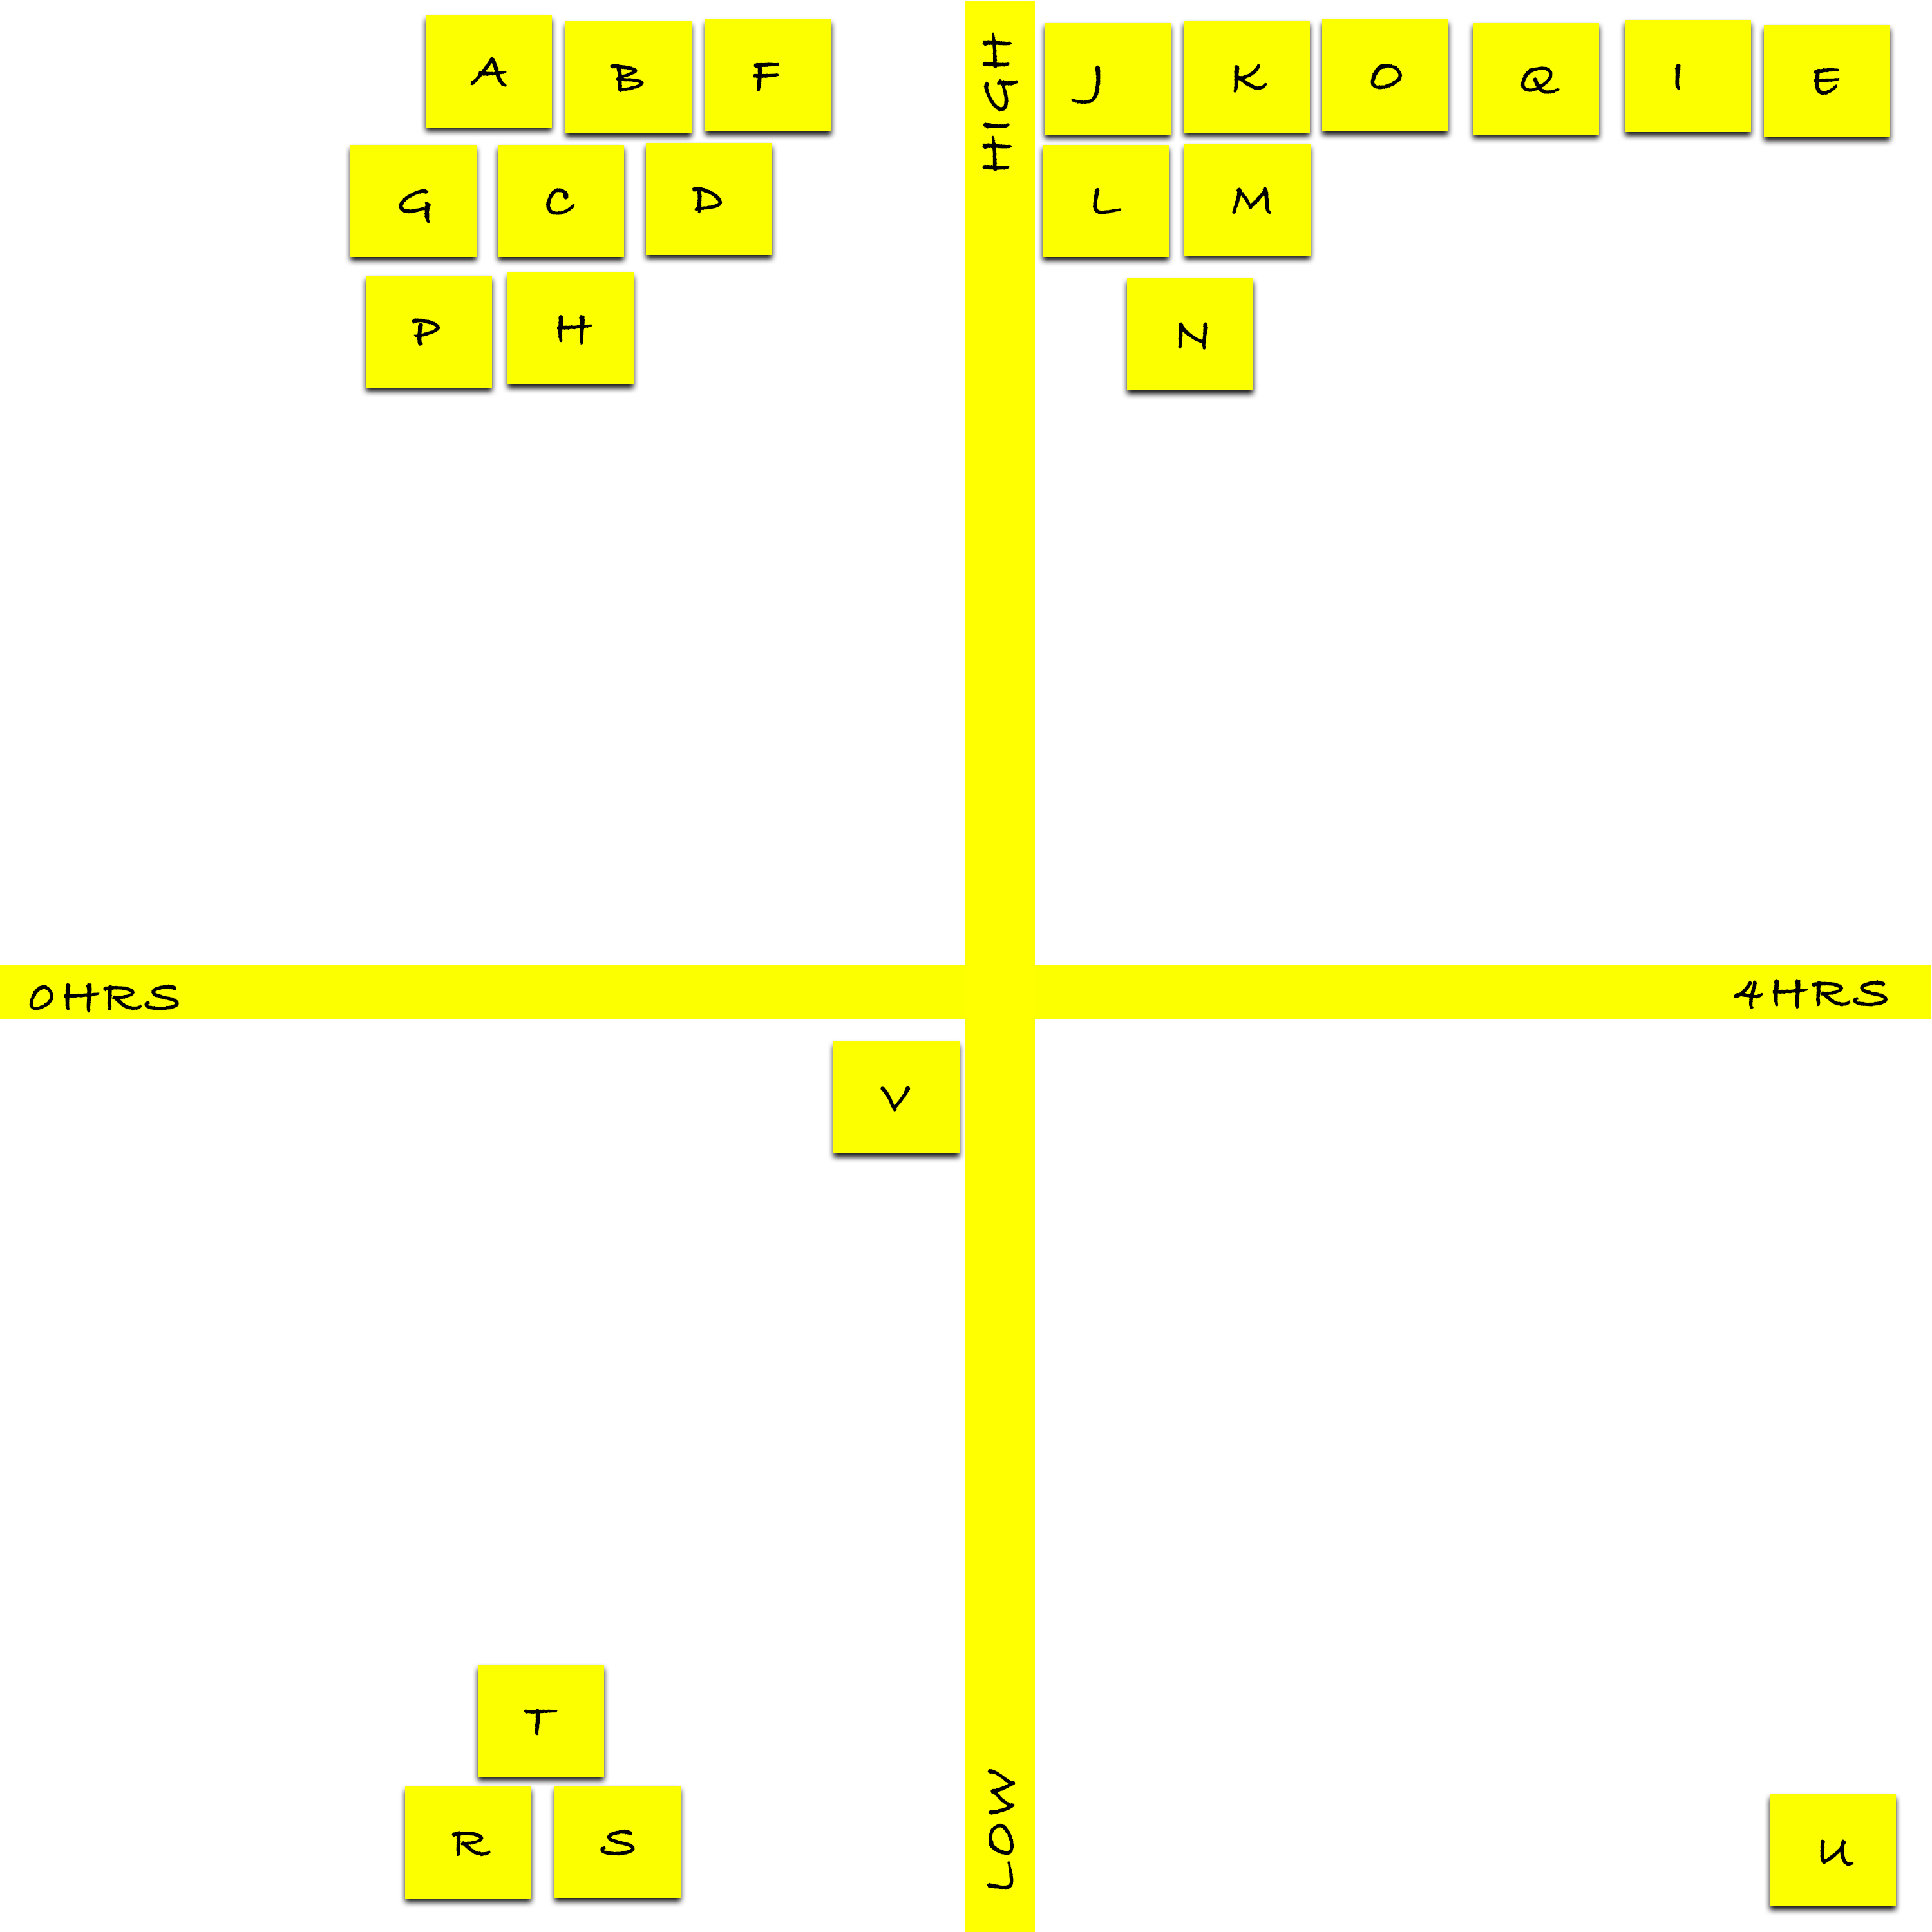 A B F
HIGH
J K O Q I E
G C D
L M
P H
N
0HRS
4HRS
V
T
LOW
R S
U